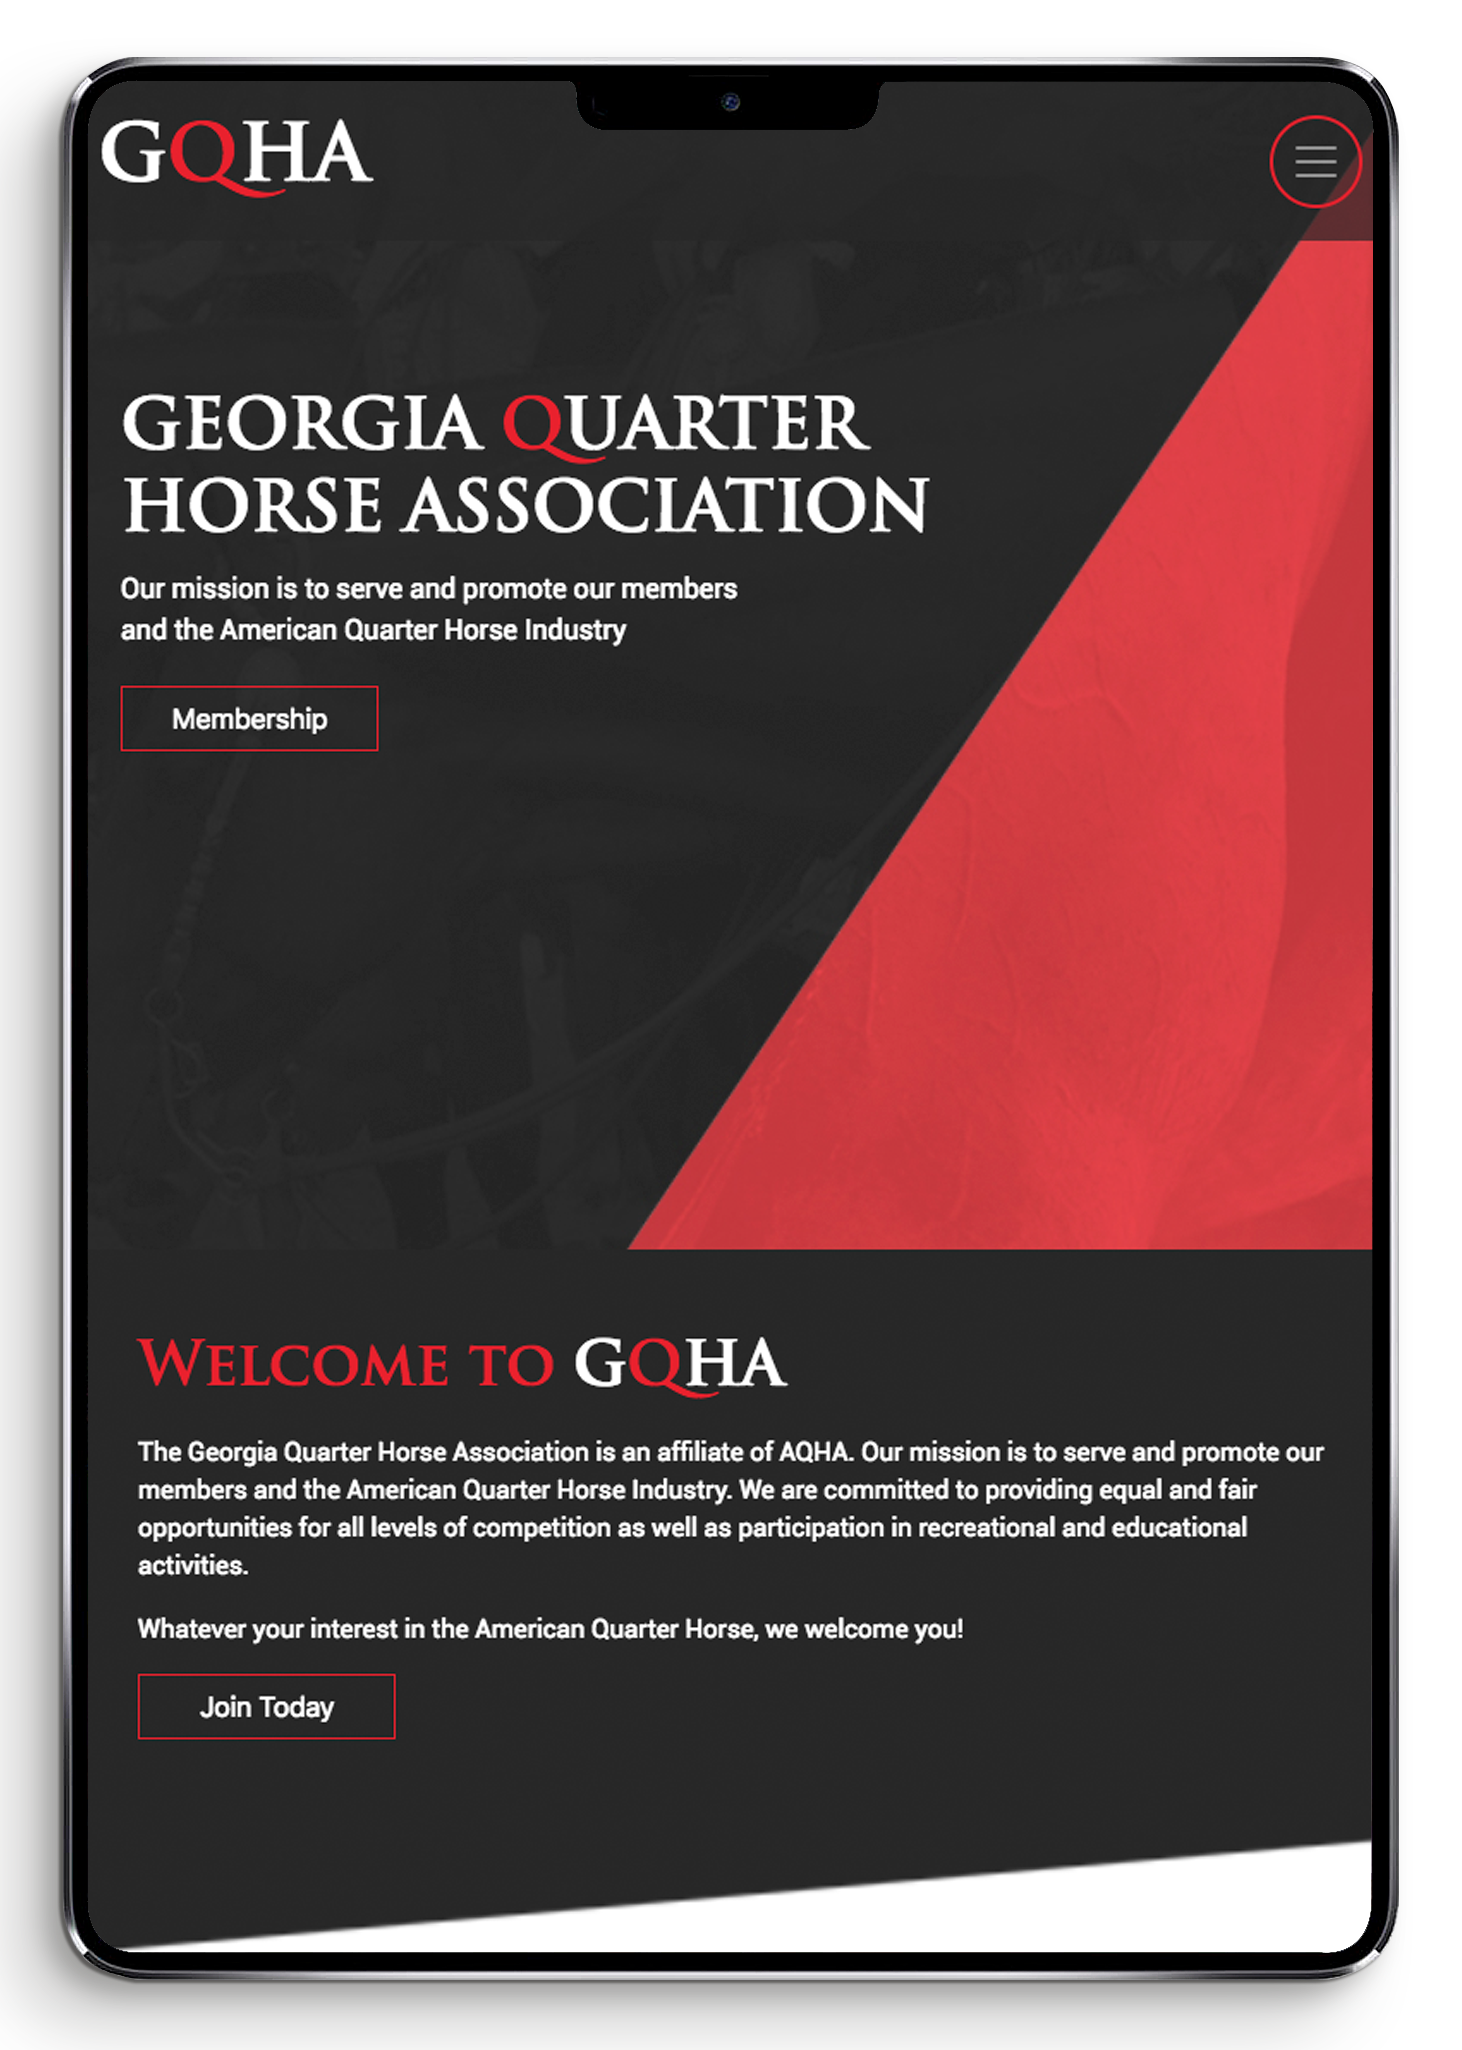 GQHA
GEORGIA QUARTER
HORSE ASSOCIATION
Our mission is to serve and promote our members
and the American Quarter Horse Industry
Membership
WELCOME TO GQHA
The Georgia Quarter Horse Association is an affiliate of AQHA. Our mission is to serve and promote our
members and the American Quarter Horse Industry. We are committed to providing equal and fair
opportunities for all levels of competition as well as participation in recreational and educational
activities.
Whatever your interest in the American Quarter Horse, we welcome you!
Join Today